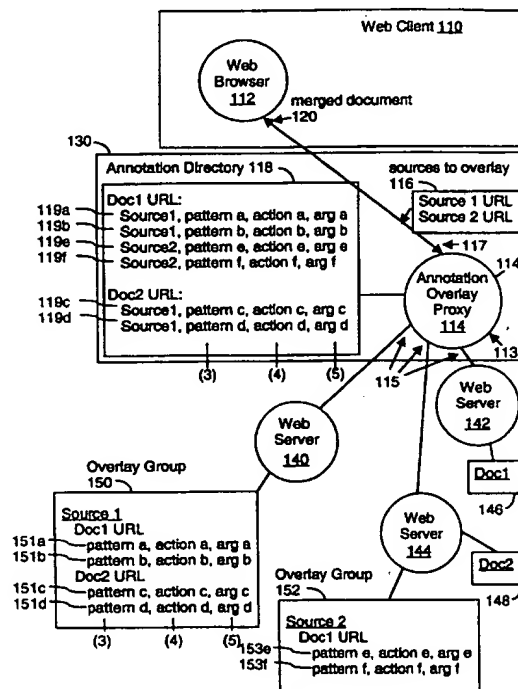 Web Client 110
Web
Browser
112
merged document
120
130
Annotation Directory 118
sources to overlay
116
Source 1 URL
Source 2 URL
117
Doc1 URL:
119a
Source1, pattern a, action a, arg a
119b
Source1, pattern b, action b, arg b
119e
Source2, pattern e, action e, arg e
119f
Source2, pattern f, action f, arg f
Doc2 URL:
119c
Source1, pattern c, action c, arg c
119d
Source1, pattern d, action d, arg d
(3) (4) (5)
114
Annotation
Overlay
Proxy
114
113
115
Web
Server
142
Web
Server
140
Doc1
146
Overlay Group
150
Source 1
Doc1 URL
151a
pattern a, action a, arg a
151b
pattern b, action b, arg b
Doc2 URL
151c
pattern c, action c, arg c
151d
pattern d, action d, arg d
(3) (4) (5)
Web
Server
144
Doc2
148
Overlay Group
152
Source 2
Doc1 URL
153e
pattern e, action e, arg e
153f
pattern f, action f, arg f